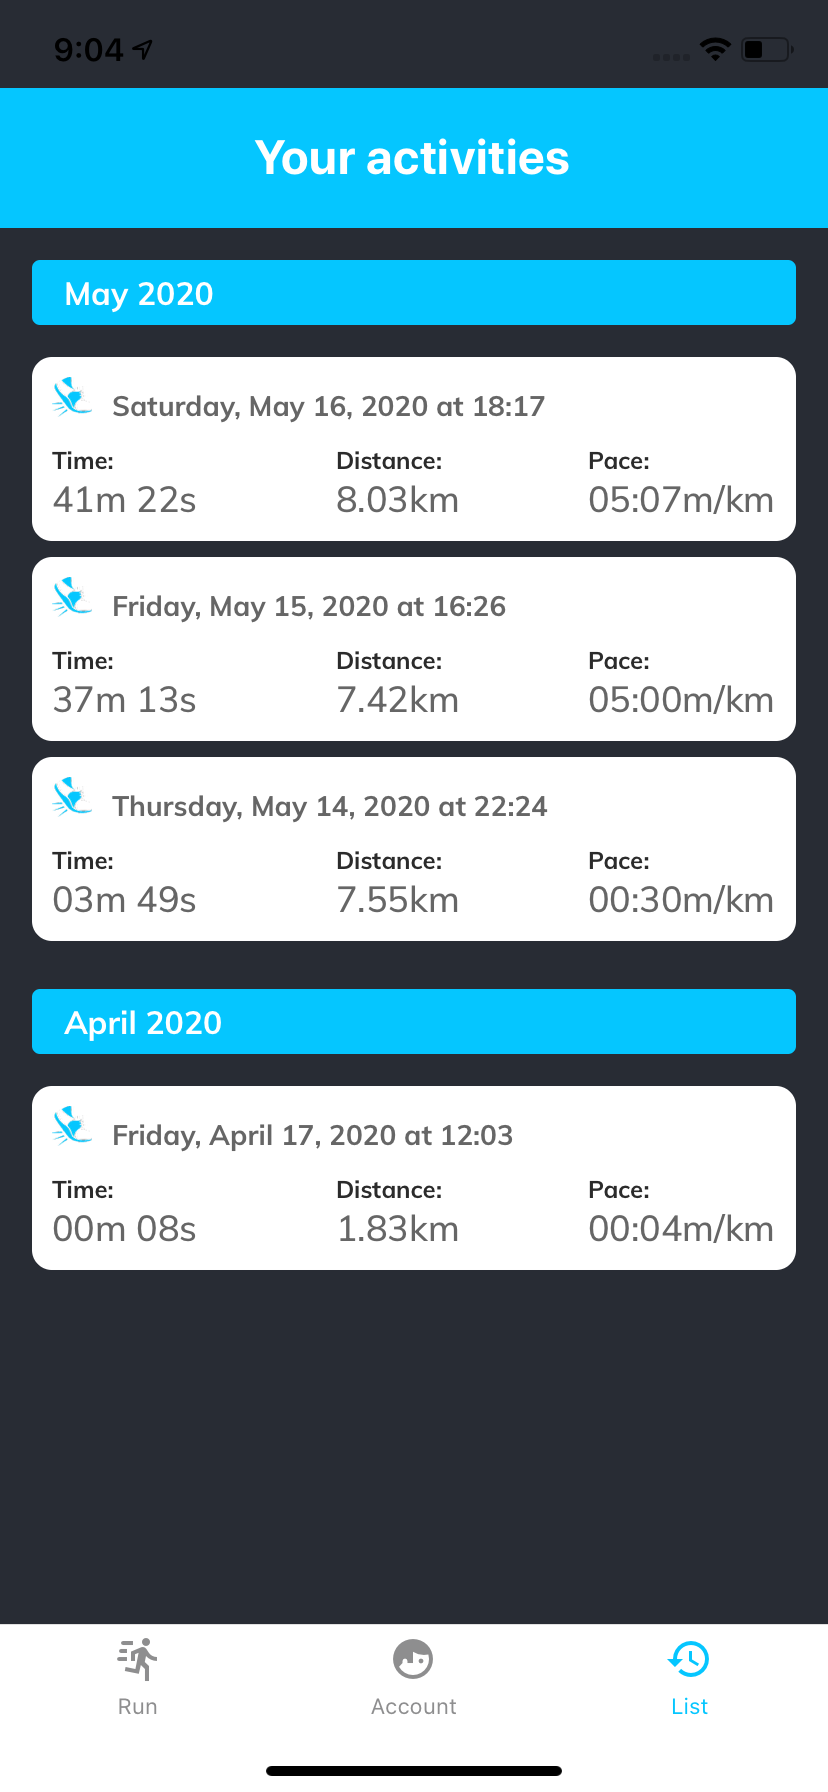 9:04
Your activities
May 2020
Saturday, May 16, 2020 at 18:17
Time: Distance: Pace:
41m 22s 8.03km 05:07m/km
Friday, May 15, 2020 at 16:26
Time: Distance: Pace:
37m 13s 7.42km 05:00m/km
Thursday, May 14, 2020 at 22:24
Time: Distance: Pace:
03m 49s 7.55km 00:30m/km
April 2020
Friday, April 17, 2020 at 12:03
Time: Distance: Pace:
00m 08s 1.83km 00:04m/km
Run Account List